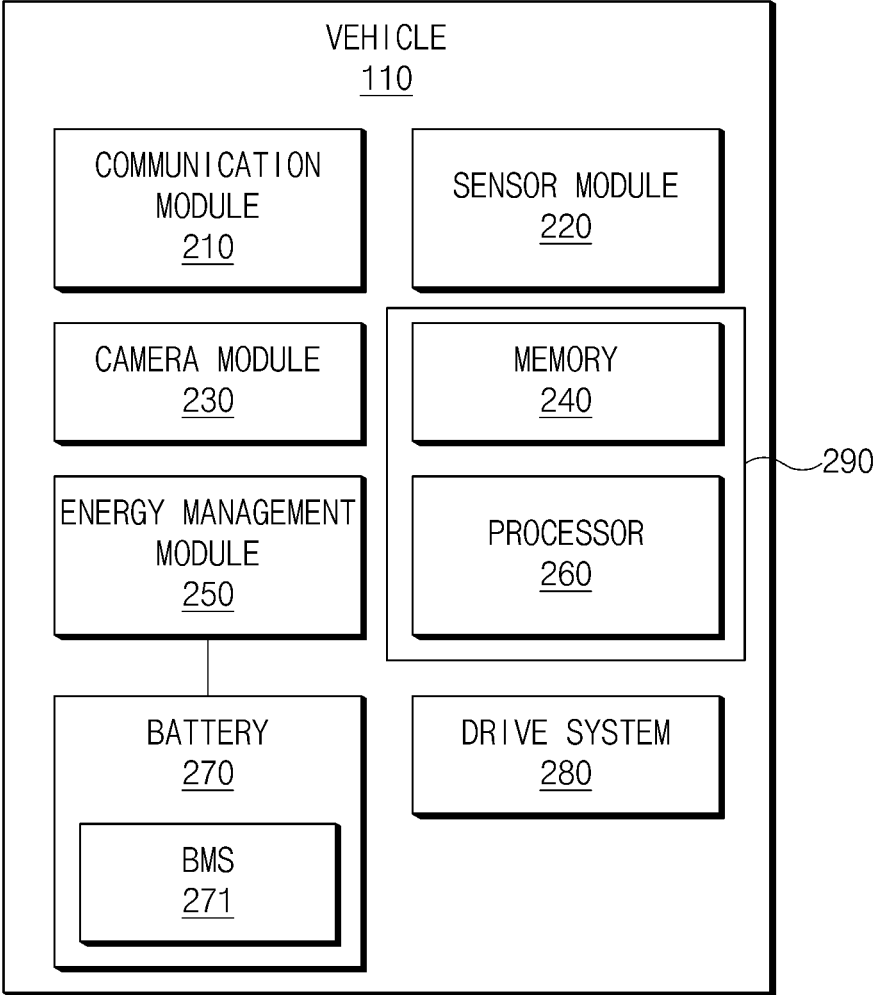 VEHICLE
110
COMMUNICATION
MODULE
210
SENSOR MODULE
220
CAMERA MODULE
230
MEMORY
240
290
ENERGY MANAGEMENT
MODULE
250
PROCESSOR
260
BATTERY
270
DRIVE SYSTEM
280
BMS
271